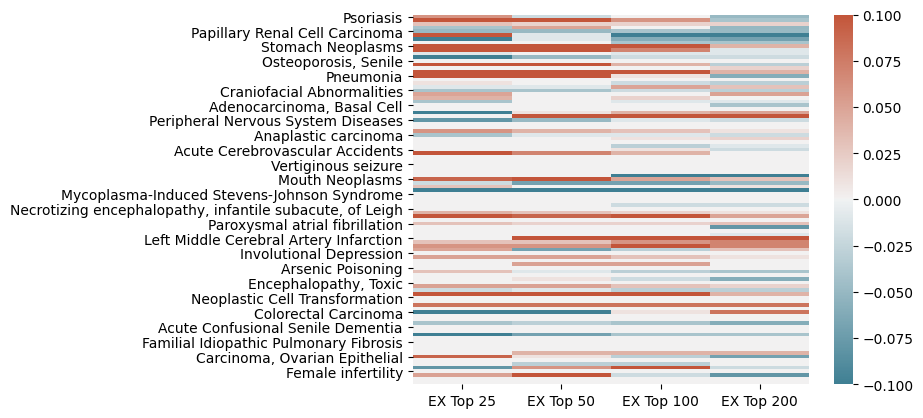 Psoriasis
Papillary Renal Cell Carcinoma
Stomach Neoplasms
Osteoporosis, Senile
Pneumonia
Craniofacial Abnormalities
Adenocarcinoma, Basal Cell
Peripheral Nervous System Diseases
Anaplastic carcinoma
Acute Cerebrovascular Accidents
Vertiginous seizure
Mouth Neoplasms
Mycoplasma-Induced Stevens-Johnson Syndrome
Necrotizing encephalopathy, infantile subacute, of Leigh
Paroxysmal atrial fibrillation
Left Middle Cerebral Artery Infarction
Involutional Depression
Arsenic Poisoning
Encephalopathy, Toxic
Neoplastic Cell Transformation
Colorectal Carcinoma
Acute Confusional Senile Dementia
Familial Idiopathic Pulmonary Fibrosis
Carcinoma, Ovarian Epithelial
Female infertility
EX Top 25 EX Top 50 EX Top 100 EX Top 200
0.100
0.075
0.050
0.025
0.000
−0.025
−0.050
−0.075
−0.100